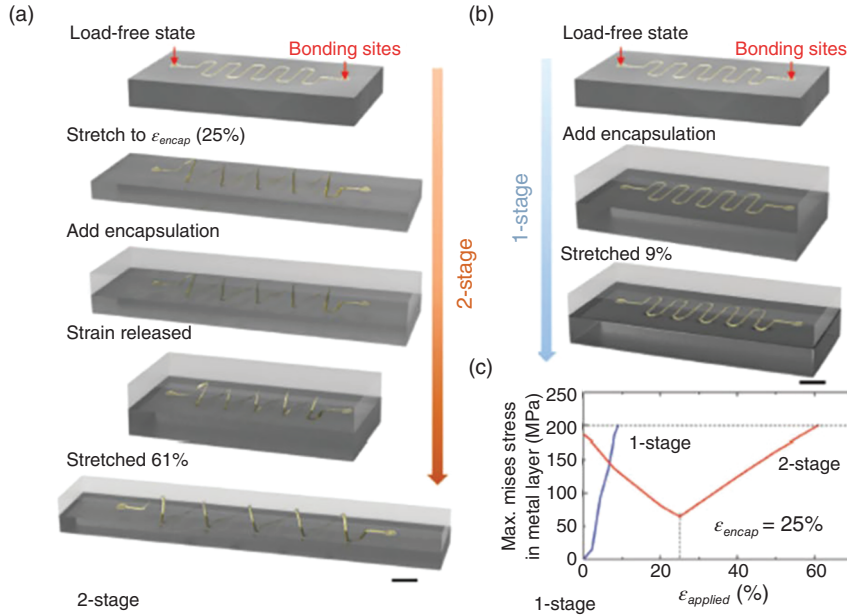 (a)
Load-free state
Bonding sites
Stretch to εencap (25%)
Add encapsulation
Strain released
Stretched 61%
2-stage
2-stage
(b)
Load-free state
Bonding sites
Add encapsulation
Stretched 9%
1-stage
(c)
Max. mises stress
in metal layer (MPa)
250
200
150
100
50
0
1-stage
2-stage
εencap = 25%
0 20 40 60
εapplied (%)
1-stage